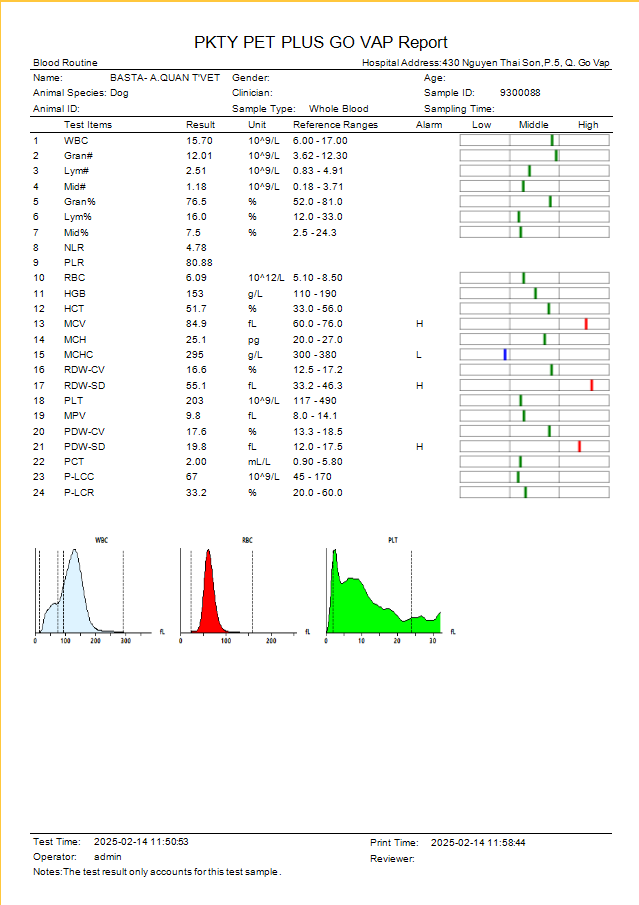 PKTY PET PLUS GO VAP Report
Blood Routine Hospital Address:430 Nguyen Thai Son,P.5, Q. Go Vap
Name: BASTA- A.QUAN T'VET Gender: Age:
Animal Species: Dog Clinician: Sample ID: 9300088
Animal ID: Sample Type: Whole Blood Sampling Time:
Test Items Result Unit Reference Ranges Alarm Low Middle High
1 WBC 15.70 10^9/L 6.00 - 17.00
2 Gran# 12.01 10^9/L 3.62 - 12.30
3 Lym# 2.51 10^9/L 0.83 - 4.91
4 Mid# 1.18 10^9/L 0.18 - 3.71
5 Gran% 76.5 % 52.0 - 81.0
6 Lym% 16.0 % 12.0 - 33.0
7 Mid% 7.5 % 2.5 - 24.3
8 NLR 4.78
9 PLR 80.88
10 RBC 6.09 10^12/L 5.10 - 8.50
11 HGB 153 g/L 110 - 190
12 HCT 51.7 % 33.0 - 56.0
13 MCV 84.9 fL 60.0 - 76.0 H
14 MCH 25.1 pg 20.0 - 27.0
15 MCHC 295 g/L 300 - 380 L
16 RDW-CV 16.6 % 12.5 - 17.2
17 RDW-SD 55.1 fL 33.2 - 46.3 H
18 PLT 203 10^9/L 117 - 490
19 MPV 9.8 fL 8.0 - 14.1
20 PDW-CV 17.6 % 13.3 - 18.5
21 PDW-SD 19.8 fL 12.0 - 17.5 H
22 PCT 2.00 mL/L 0.90 - 5.80
23 P-LCC 67 10^9/L 45 - 170
24 P-LCR 33.2 % 20.0 - 60.0
WBC RBC PLT
fL fL fL
0 100 200 300 0 100 200 0 10 20 30
Test Time: 2025-02-14 11:50:53 Print Time: 2025-02-14 11:58:44
Operator: admin Reviewer:
Notes:The test result only accounts for this test sample.